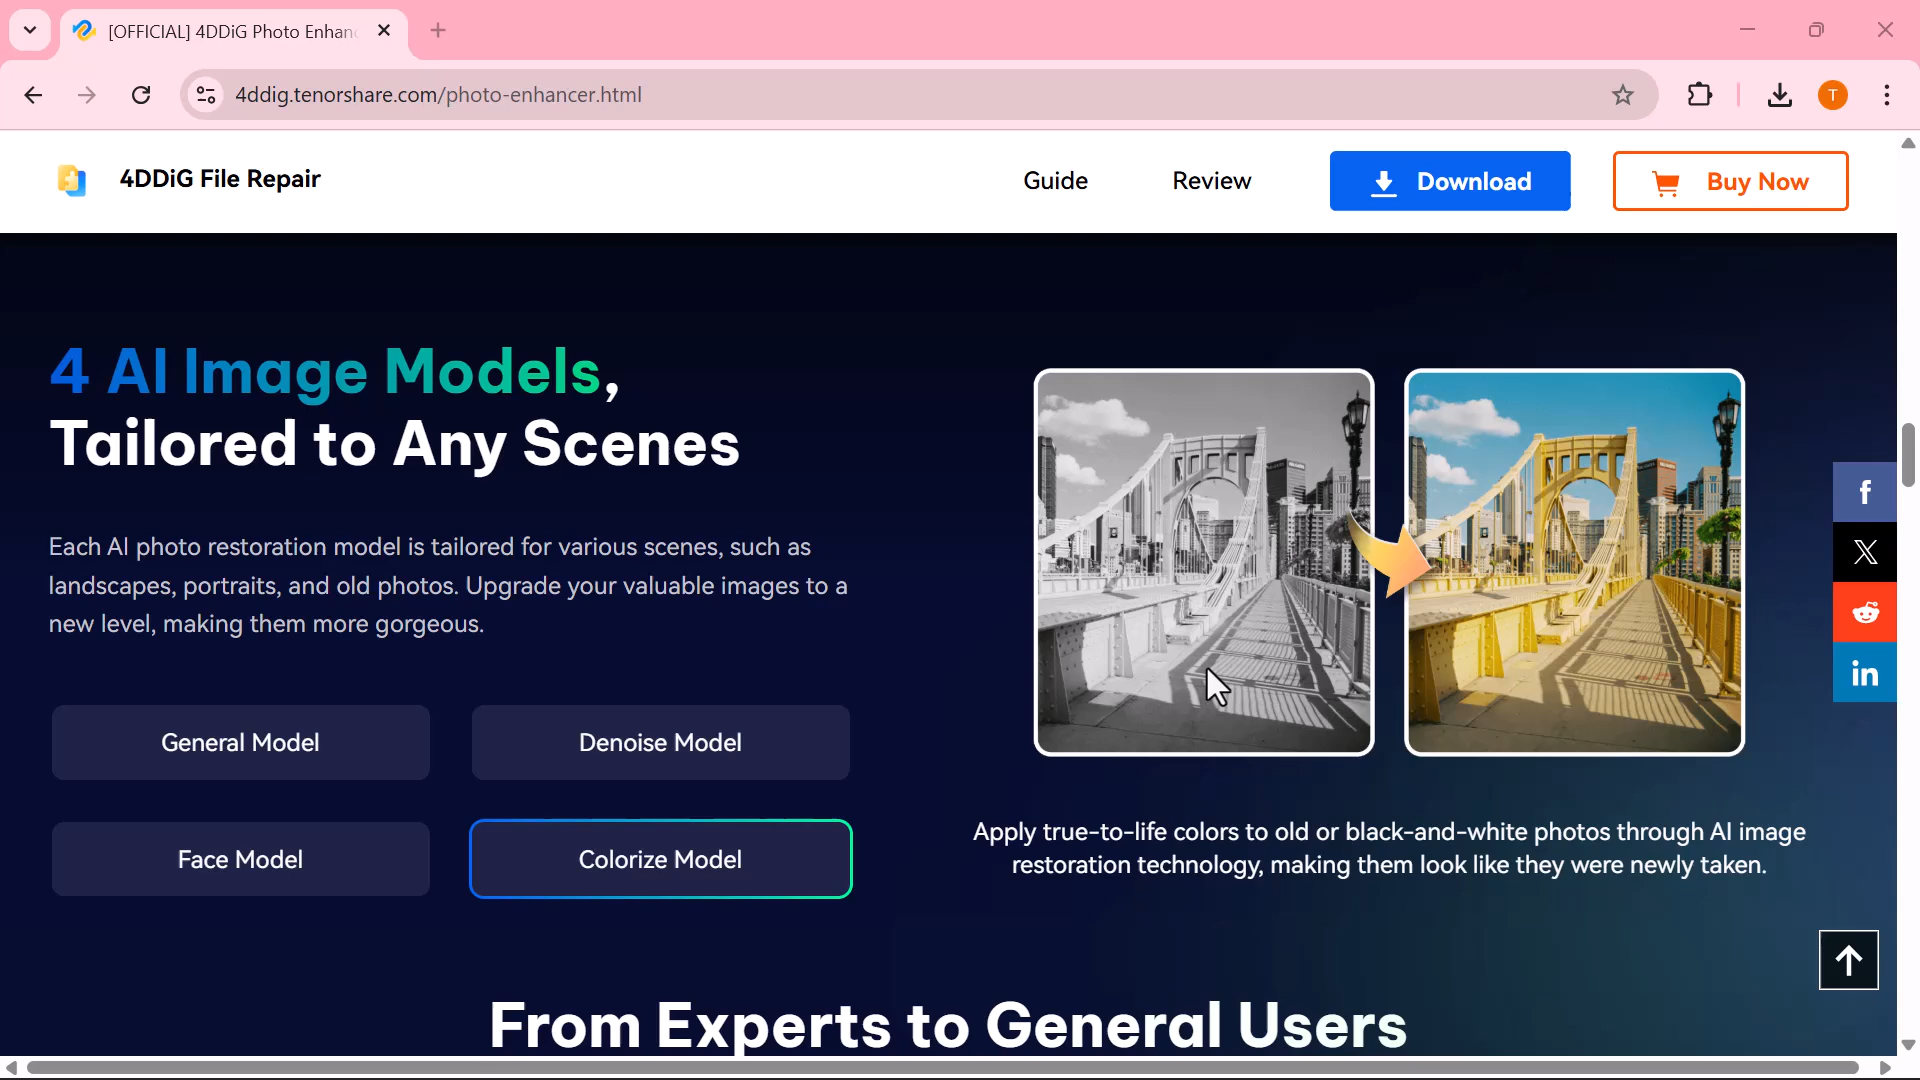 [OFFICIAL] 4DDiG Photo Enhan
4ddig.tenorshare.com/photo-enhancer.html
T
4DDiG File Repair
Guide
Review
Download
Buy Now
4 AI Image Models,
Tailored to Any Scenes
Each AI photo restoration model is tailored for various scenes, such as
landscapes, portraits, and old photos. Upgrade your valuable images to a
new level, making them more gorgeous.
General Model
Denoise Model
Face Model
Colorize Model
Apply true-to-life colors to old or black-and-white photos through AI image
restoration technology, making them look like they were newly taken.
From Experts to General Users